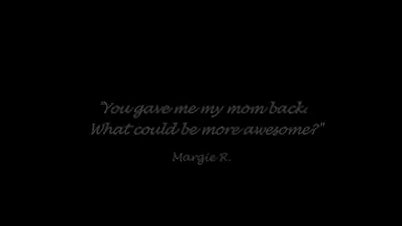 "You gave me my mom back.
What could be more awesome?"
Margie R.